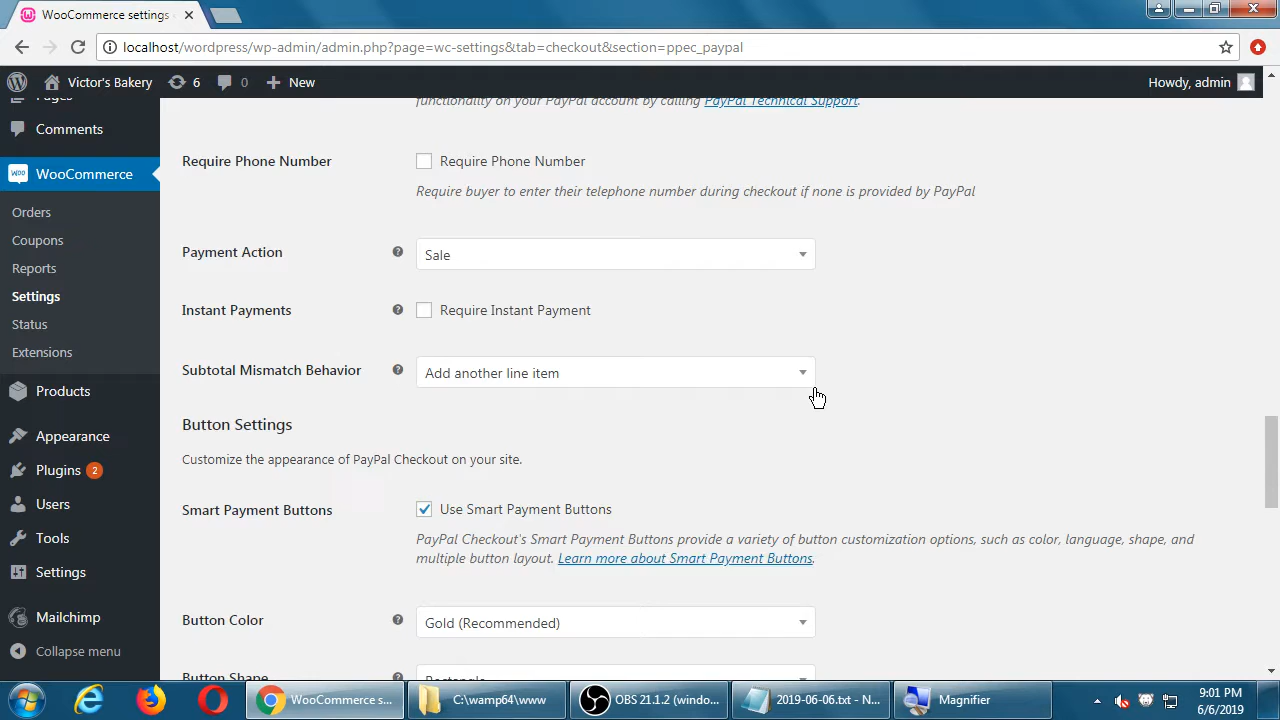 WooCommerce settings
localhost/wordpress/wp-admin/admin.php?page=wc-settings&tab=checkout&section=ppec_paypal
Victor's Bakery
6
0
New
Howdy, admin
Pages
Comments
WooCommerce
Orders
Coupons
Reports
Settings
Status
Extensions
Products
Appearance
Plugins 2
Users
Tools
Settings
Mailchimp
Collapse menu
functionality on your PayPal account by calling PayPal Technical Support.
Require Phone Number
Require Phone Number
Require buyer to enter their telephone number during checkout if none is provided by PayPal
Payment Action
Sale
Instant Payments
Require Instant Payment
Subtotal Mismatch Behavior
Add another line item
Button Settings
Customize the appearance of PayPal Checkout on your site.
Smart Payment Buttons
Use Smart Payment Buttons
PayPal Checkout's Smart Payment Buttons provide a variety of button customization options, such as color, language, shape, and
multiple button layout. Learn more about Smart Payment Buttons.
Button Color
Gold (Recommended)
Button Shape
Rectangle
WooCommerce s...
C:\wamp64\www
OBS 21.1.2 (windo...
2019-06-06.txt - N...
Magnifier
9:01 PM
6/6/2019